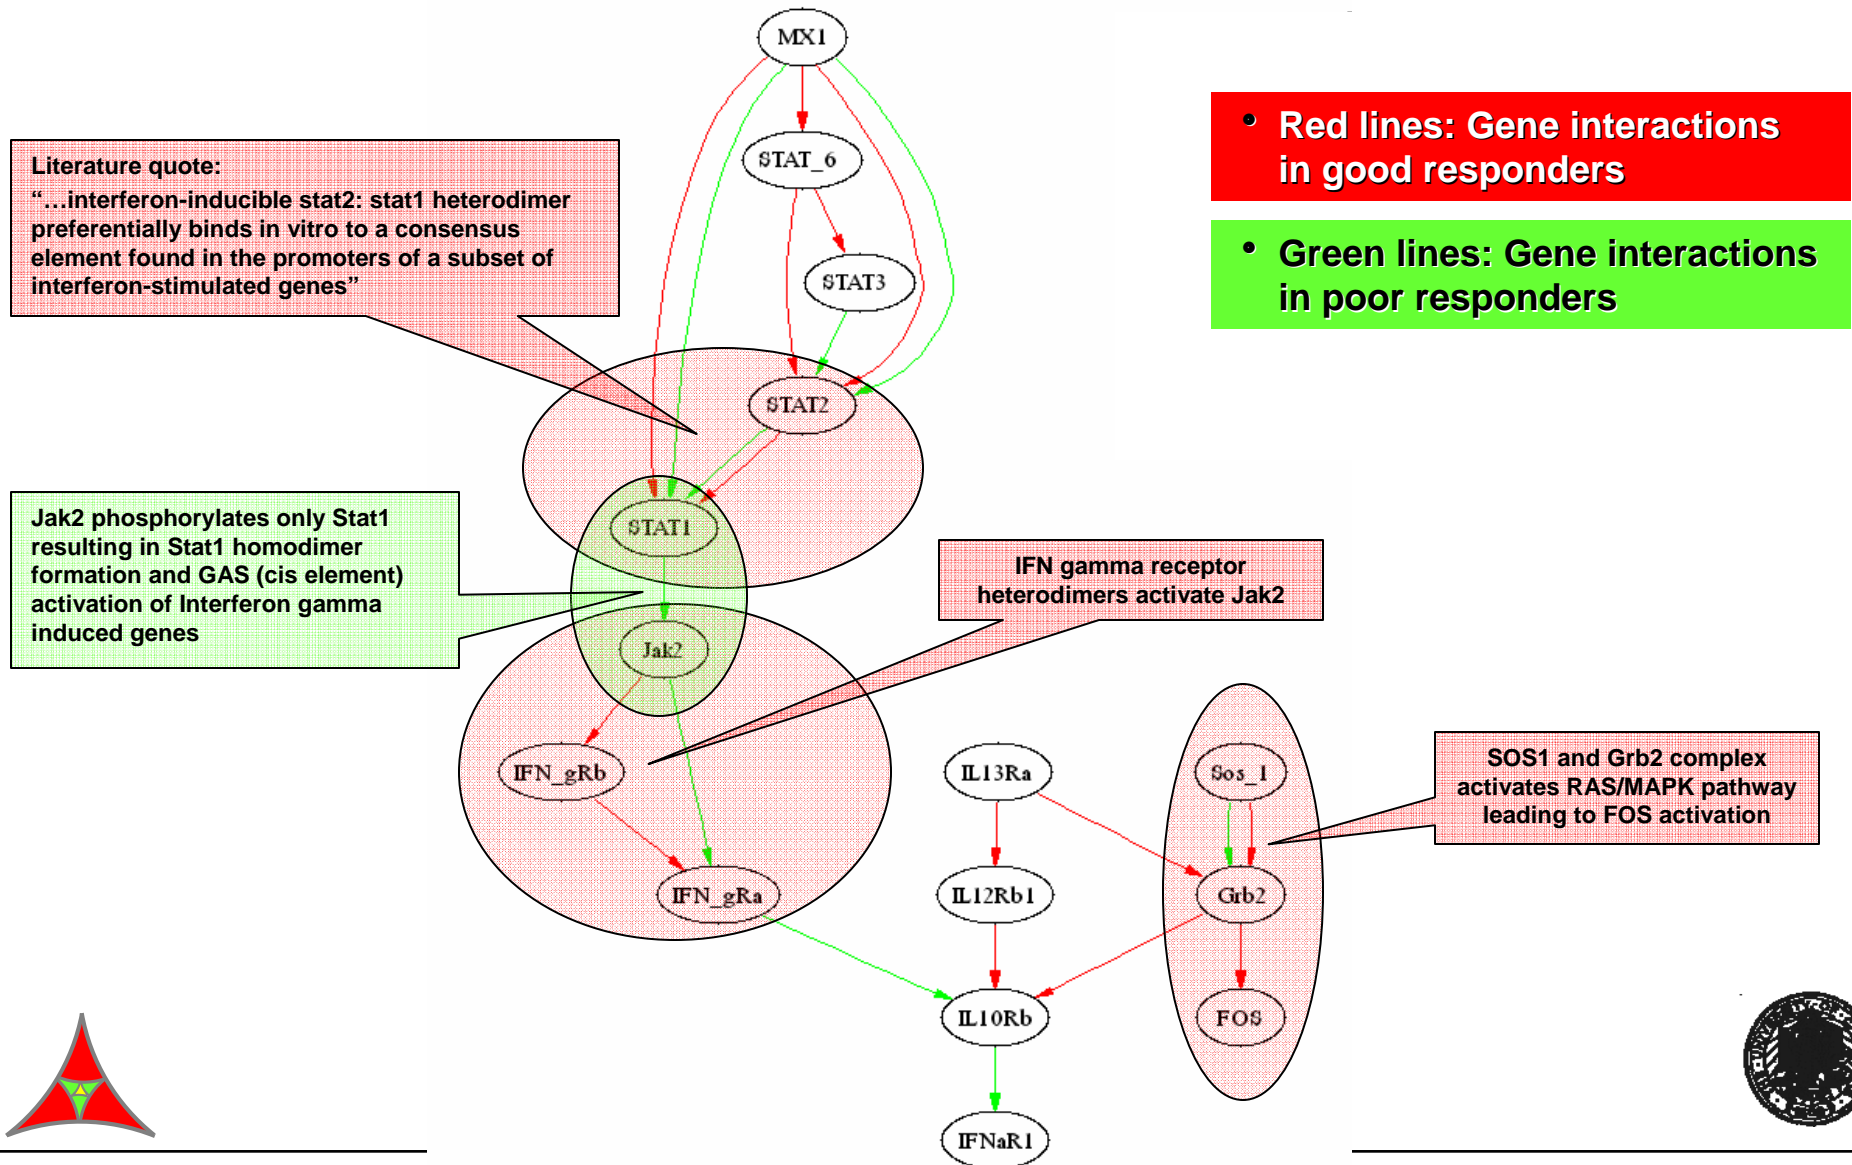 MX1
• Red lines: Gene interactions
in good responders
Literature quote:
“…interferon-inducible stat2: stat1 heterodimer
preferentially binds in vitro to a consensus
element found in the promoters of a subset of
interferon-stimulated genes”
STAT_6
• Green lines: Gene interactions
in poor responders
STAT3
STAT2
Jak2 phosphorylates only Stat1
resulting in Stat1 homodimer
formation and GAS (cis element)
activation of Interferon gamma
induced genes
STAT1
IFN gamma receptor
heterodimers activate Jak2
Jak2
IFN_gRb
IL13Ra
Sos_1
SOS1 and Grb2 complex
activates RAS/MAPK pathway
leading to FOS activation
IFN_gRa
IL12Rb1
Grb2
IL10Rb
FOS
IFNaR1